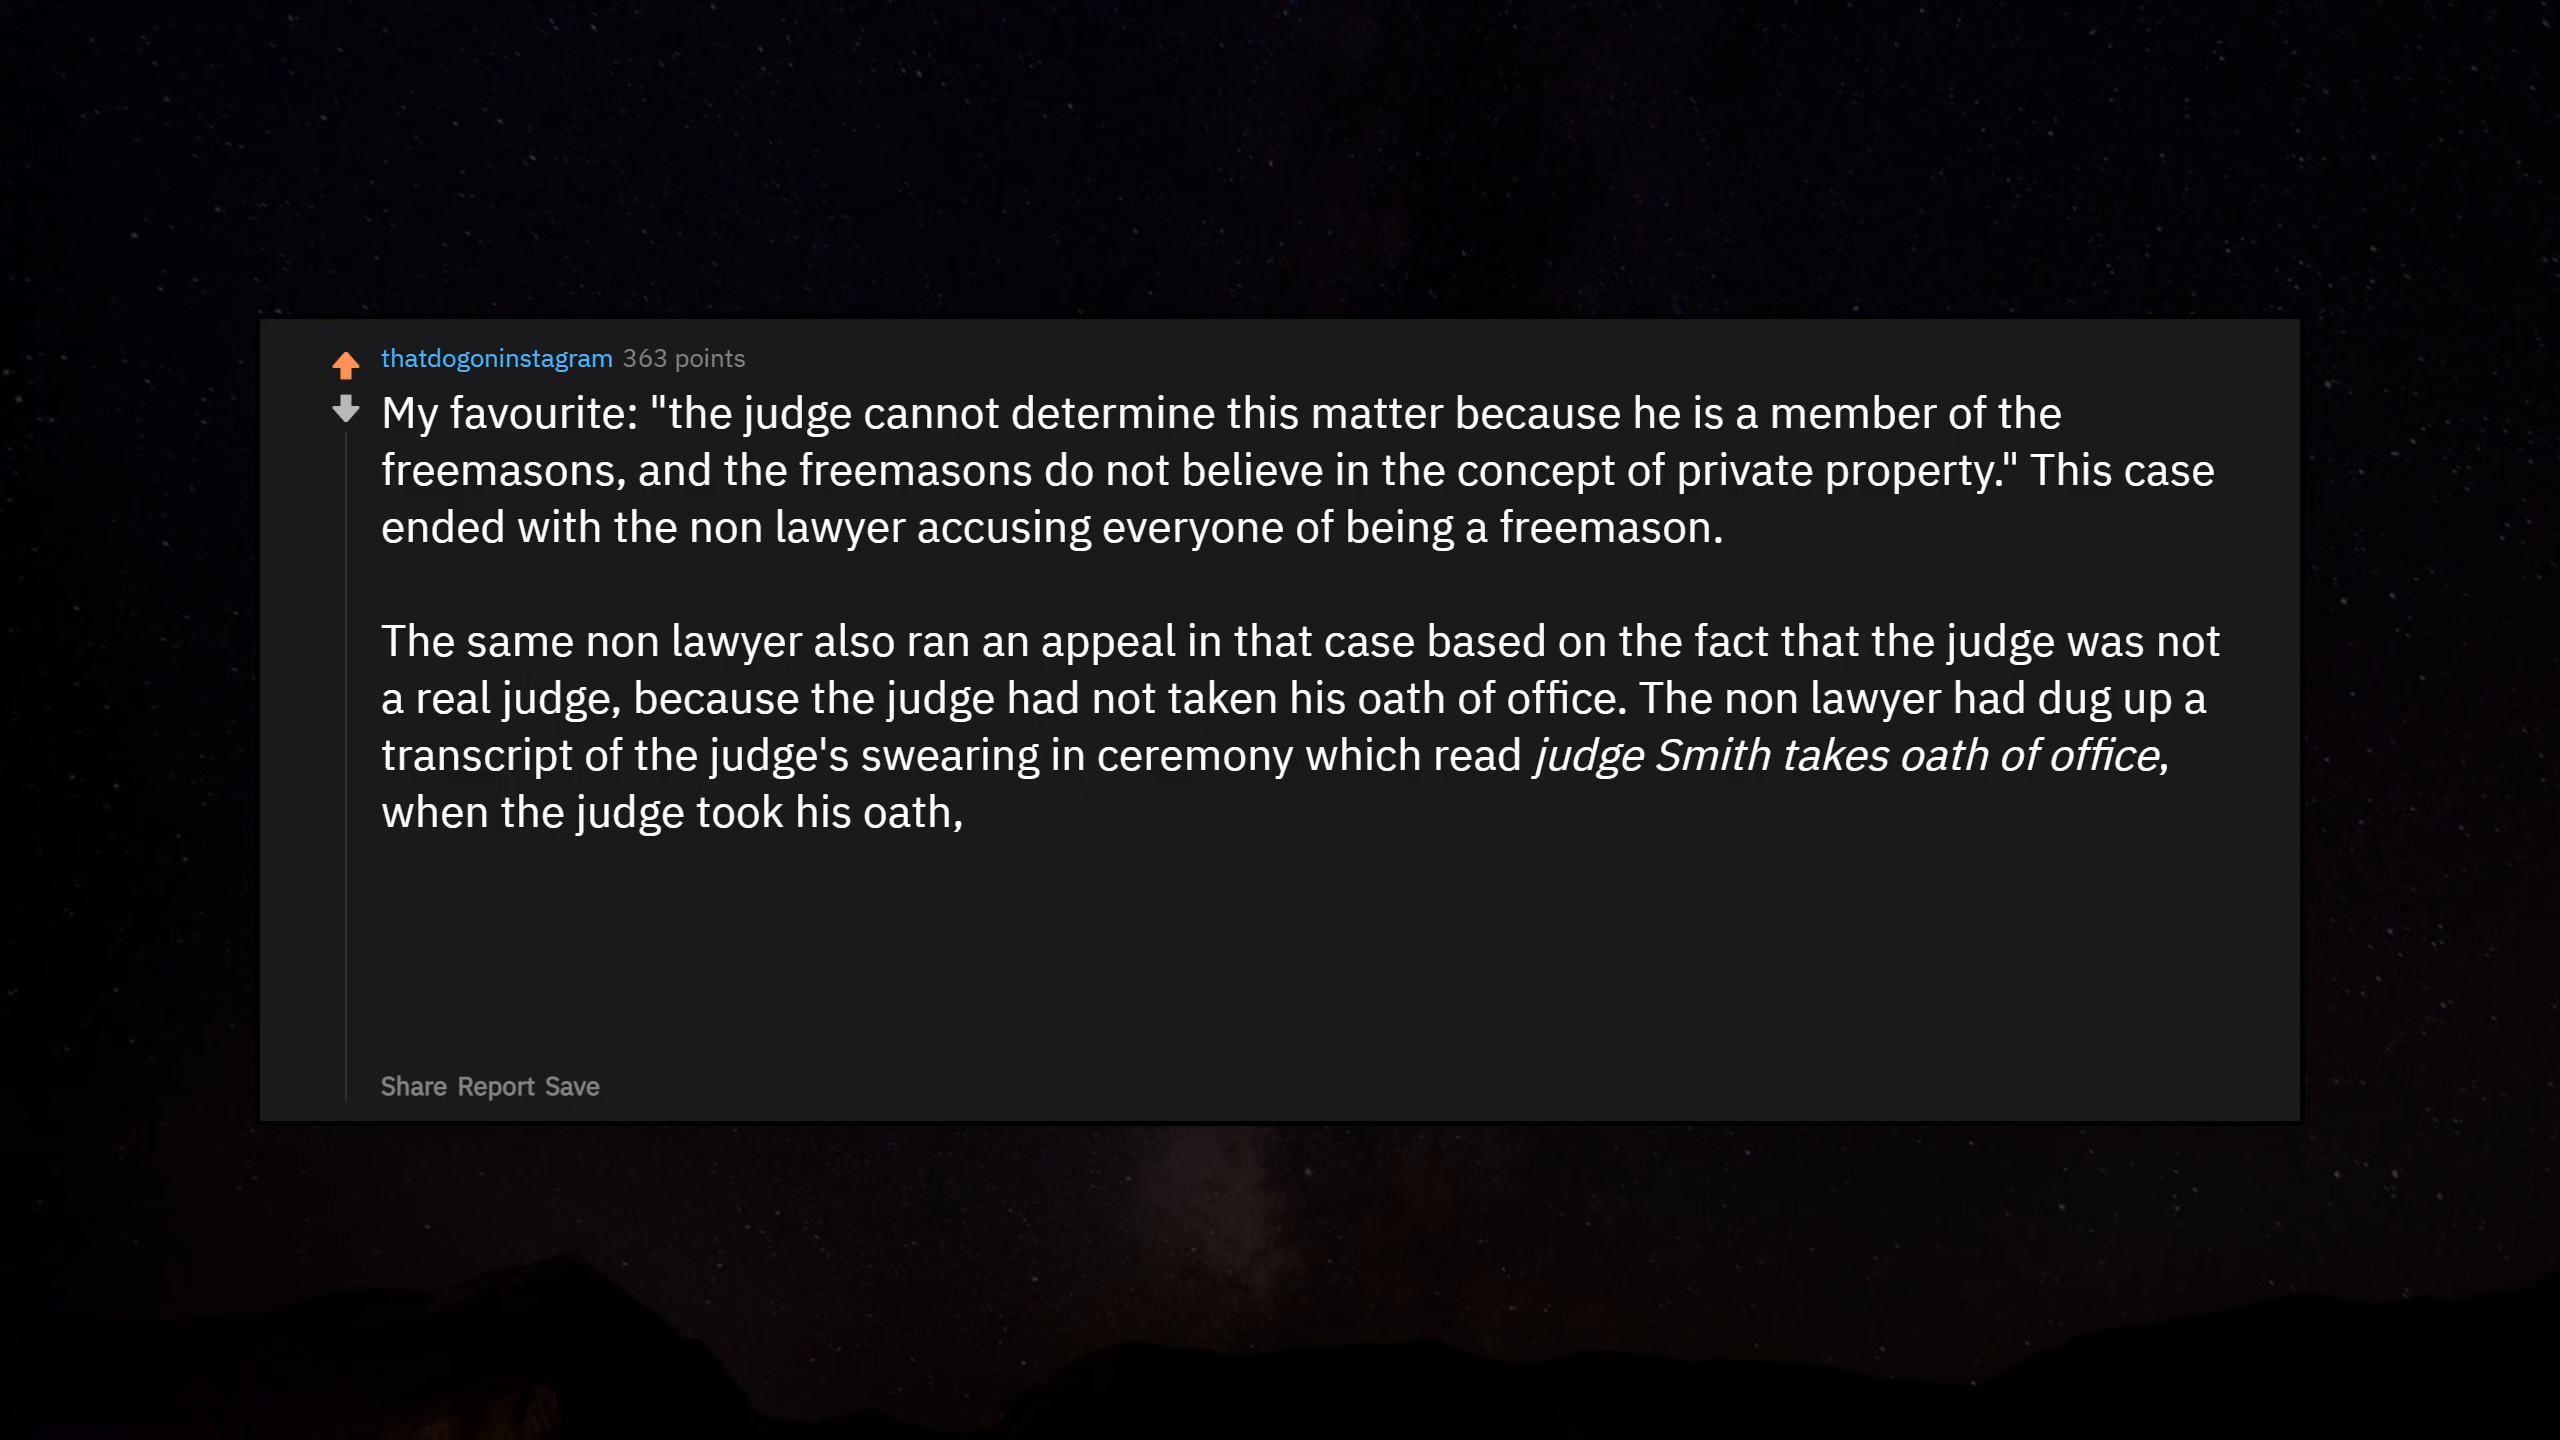 thatdogoninstagram 363 points
My favourite: "the judge cannot determine this matter because he is a member of the
freemasons, and the freemasons do not believe in the concept of private property." This case
ended with the non lawyer accusing everyone of being a freemason.
The same non lawyer also ran an appeal in that case based on the fact that the judge was not
a real judge, because the judge had not taken his oath of office. The non lawyer had dug up a
transcript of the judge's swearing in ceremony which read judge Smith takes oath of office,
when the judge took his oath,
Share Report Save